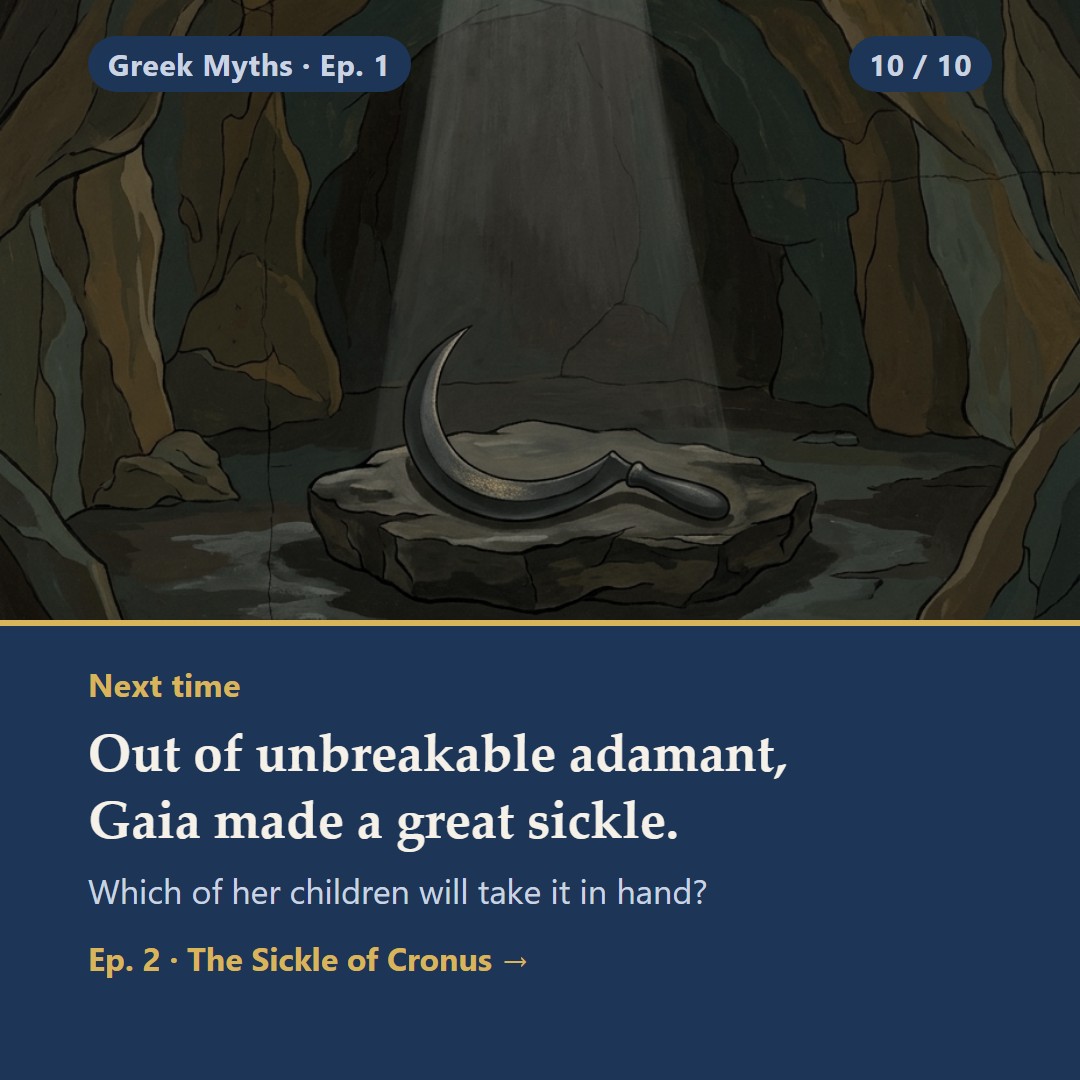 Greek Myths · Ep. 1
10 / 10
Next time
Out of unbreakable adamant,
Gaia made a great sickle.
Which of her children will take it in hand?
Ep. 2 · The Sickle of Cronus →